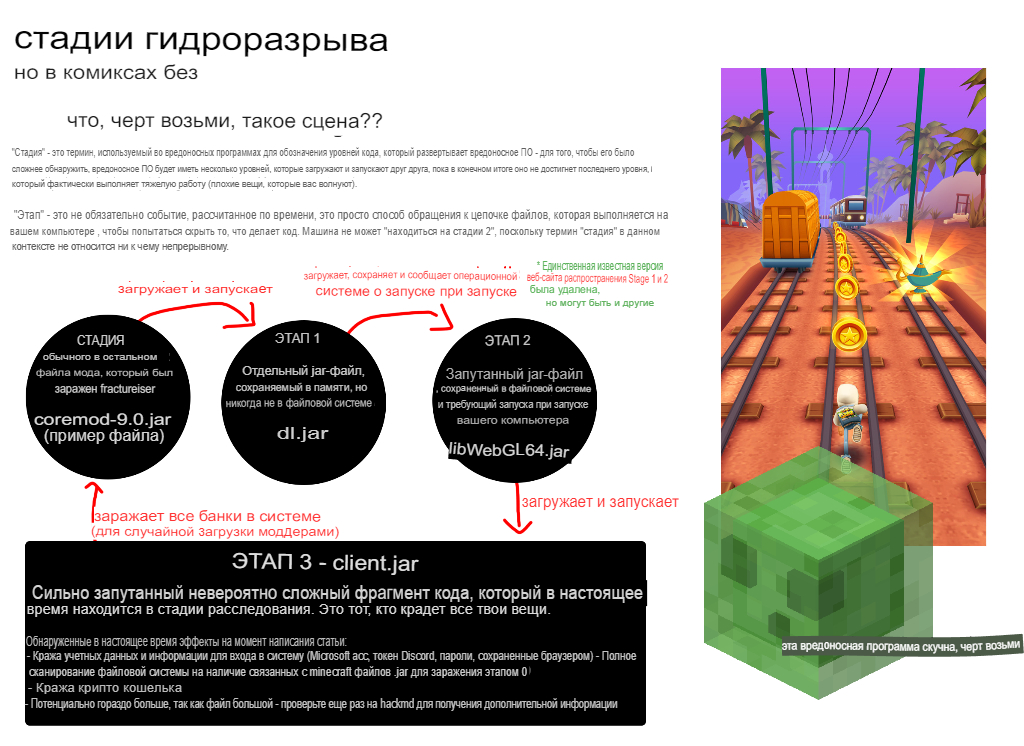 стадии гидроразрыва
но в комиксах без
что, черт возьми, такое сцена??
"Стадия" - это термин, используемый во вредоносных программах для обозначения уровней кода, который развертывает вредоносное ПО - для того, чтобы его было
сложнее обнаружить, вредоносное ПО будет иметь несколько уровней, которые загружают и запускают друг друга, пока в конечном итоге оно не достигнет последнего уровня,
который фактически выполняет тяжелую работу (плохие вещи, которые вас волнуют).
"Этап" - это не обязательно событие, рассчитанное по времени, это просто способ обращения к цепочке файлов, которая выполняется на
вашем компьютере , чтобы попытаться скрыть то, что делает код. Машина не может "находиться на стадии 2", поскольку термин "стадия" в данном
контексте не относится ни к чему непрерывному.
загружает и запускает
загружает, сохраняет и сообщает операционной
системе о запуске при запуске
* Единственная известная версия
веб-сайта распространения Stage 1 и 2
была удалена,
но могут быть и другие
СТАДИЯ
обычного в остальном
файла мода, который был
заражен fractureiser
coremod-9.0.jar
(пример файла)
ЭТАП 1
Отдельный jar-файл,
сохраняемый в памяти, но
никогда не в файловой системе
dl.jar
ЭТАП 2
Запутанный jar-файл
, сохраненный в файловой системе
и требующий запуска при запуске
вашего компьютера
libWebGL64.jar
загружает и запускает
заражает все банки в системе
(для случайной Загрузки модДерами)
ЭТАП 3 - client.jar
Сильно запутанный невероятно сложный фрагмент кода, который в настоящее
время находится в стадии расследования. Это тот, кто крадет все твои вещи.
Обнаруженные в настоящее время эффекты на момент написания статьи:
- Кража учетных данных и информации для входа в систему (Microsoft acc, токен Discord, пароли, сохраненные браузером) - Полное
сканирование файловой системы на наличие связанных с minecraft файлов .jar для заражения этапом 0
- Кража крипто кошелька
- Потенциально гораздо больше, так как файл большой - проверьте еще раз на hackmd для получения дополнительной информации
эта вредоносная программа скучна, черт возьми